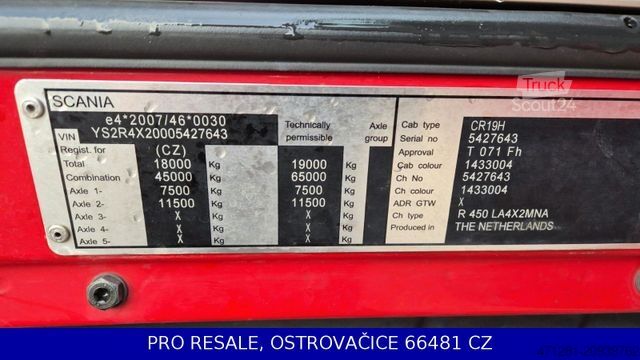 Truck
Scout24
SCANIA
e4*2007/46*0030
VIN YS2R4X20005427643
Regist. for (CZ) Technically permissible Axle group
Total 18000 Kg 19000 Kg
Combination 45000 Kg 65000 Kg
Axle 1- 7500 Kg 7500 Kg
Axle 2- 11500 Kg 11500 Kg
Axle 3- X Kg X Kg
Axle 4- X Kg X Kg
Axle 5- X Kg X Kg
Cab type CR19H
Serial no 5427643
Approval T 071 Fh
Cab colour 1433004
Ch No 5427643
Ch colour 1433004
ADR GTW X
Ch type R 450 LA4X2MNA
Produced in THE NETHERLANDS
PRO RESALE, OSTROVAČICE 66481 CZ